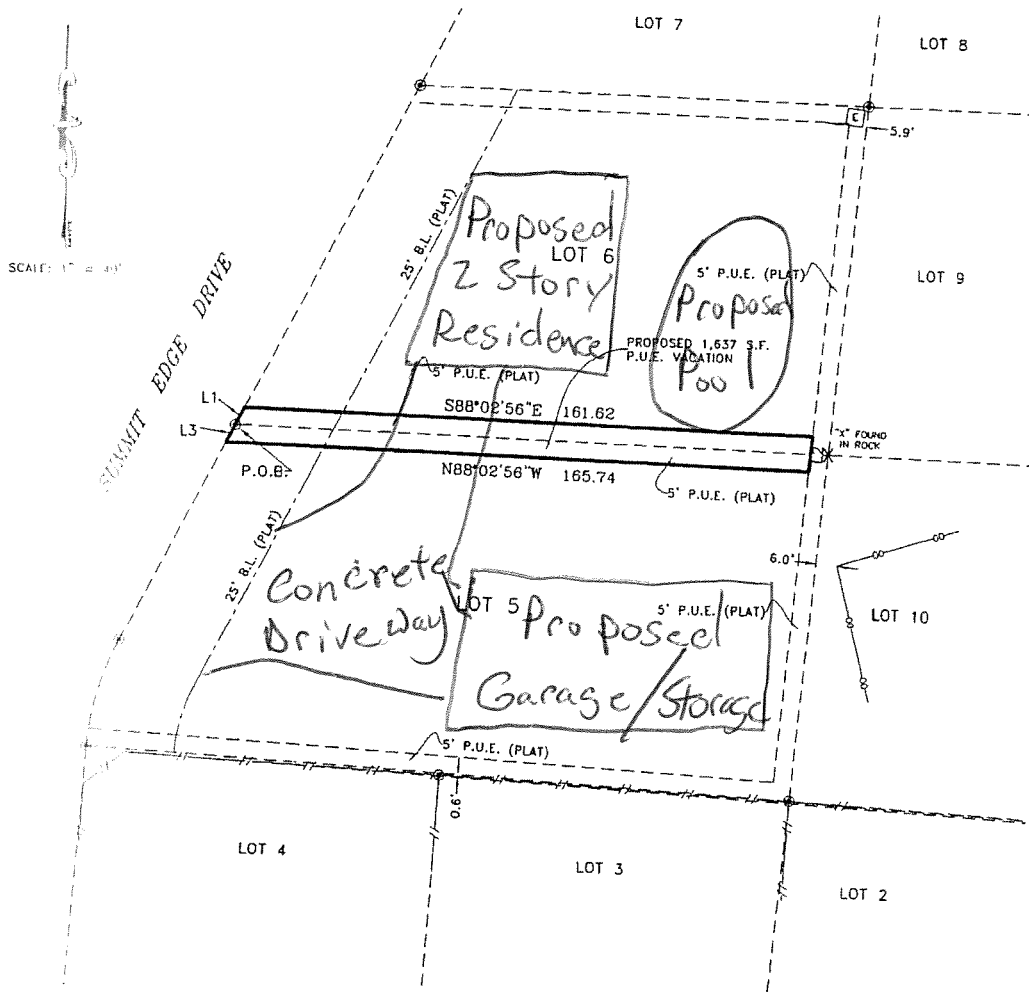 LOT 7
LOT 8
E
5.9'
25' B.L. (PLAT)
Proposed
LOT 6
2 Story
Residence
5' P.U.E. (PLAT)
Proposed
Pool
LOT 9
SCALE: 1" = 40'
SUMMIT EDGE DRIVE
PROPOSED 1,637 S.F.
P.U.E. VACATION
5' P.U.E. (PLAT)
L1
S88°02'56"E 161.62
L3
"X" FOUND
IN ROCK
P.O.B.
N88°02'56"W 165.74
5' P.U.E. (PLAT)
25' B.L. (PLAT)
6.0'
Concrete
Driveway
LOT 5
Proposed
Garage/Storage
5' P.U.E. (PLAT)
LOT 10
5' P.U.E. (PLAT)
0.6'
LOT 4
LOT 3
LOT 2